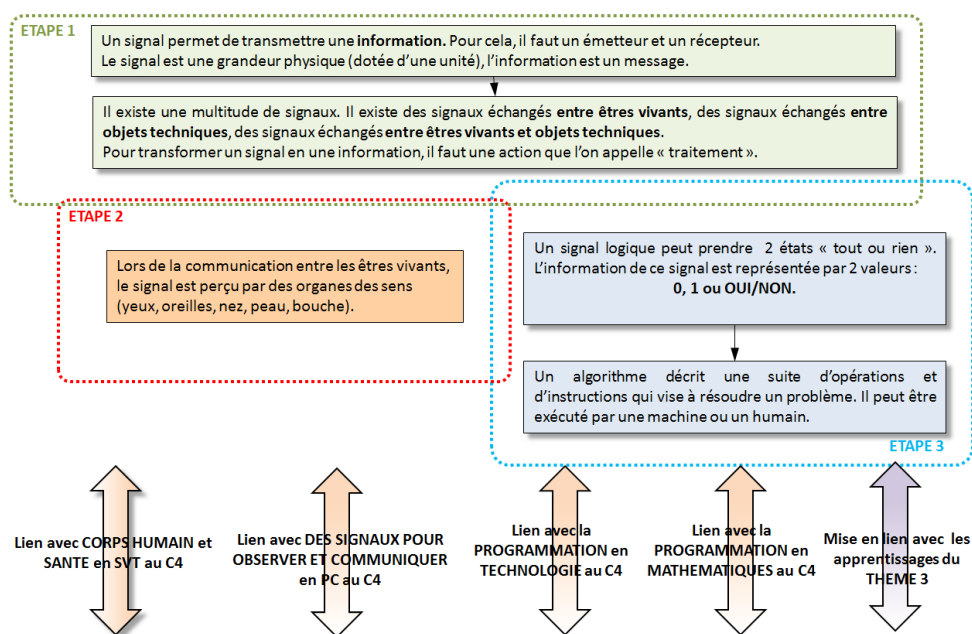 ETAPE 1
Un signal permet de transmettre une information. Pour cela, il faut un émetteur et un récepteur.
Le signal est une grandeur physique (dotée d'une unité), l'information est un message.
Il existe une multitude de signaux. Il existe des signaux échangés entre êtres vivants, des signaux échangés entre
objets techniques, des signaux échangés entre êtres vivants et objets techniques.
Pour transformer un signal en une information, il faut une action que l'on appelle « traitement ».
ETAPE 2
Lors de la communication entre les êtres vivants,
le signal est perçu par des organes des sens
(yeux, oreilles, nez, peau, bouche).
Un signal logique peut prendre 2 états « tout ou rien ».
L'information de ce signal est représentée par 2 valeurs :
0, 1 ou OUI/NON.
Un algorithme décrit une suite d'opérations et
d'instructions qui vise à résoudre un problème. Il peut être
exécuté par une machine ou un humain.
ETAPE 3
Lien avec CORPS HUMAIN et
SANTE en SVT au C4
Lien avec DES SIGNAUX POUR
OBSERVER ET COMMUNIQUER
en PC au C4
Lien avec la
PROGRAMMATION en
TECHNOLOGIE au C4
Lien avec la
PROGRAMMATION en
MATHEMATIQUES au C4
Mise en lien avec les
apprentissages du
THEME 3